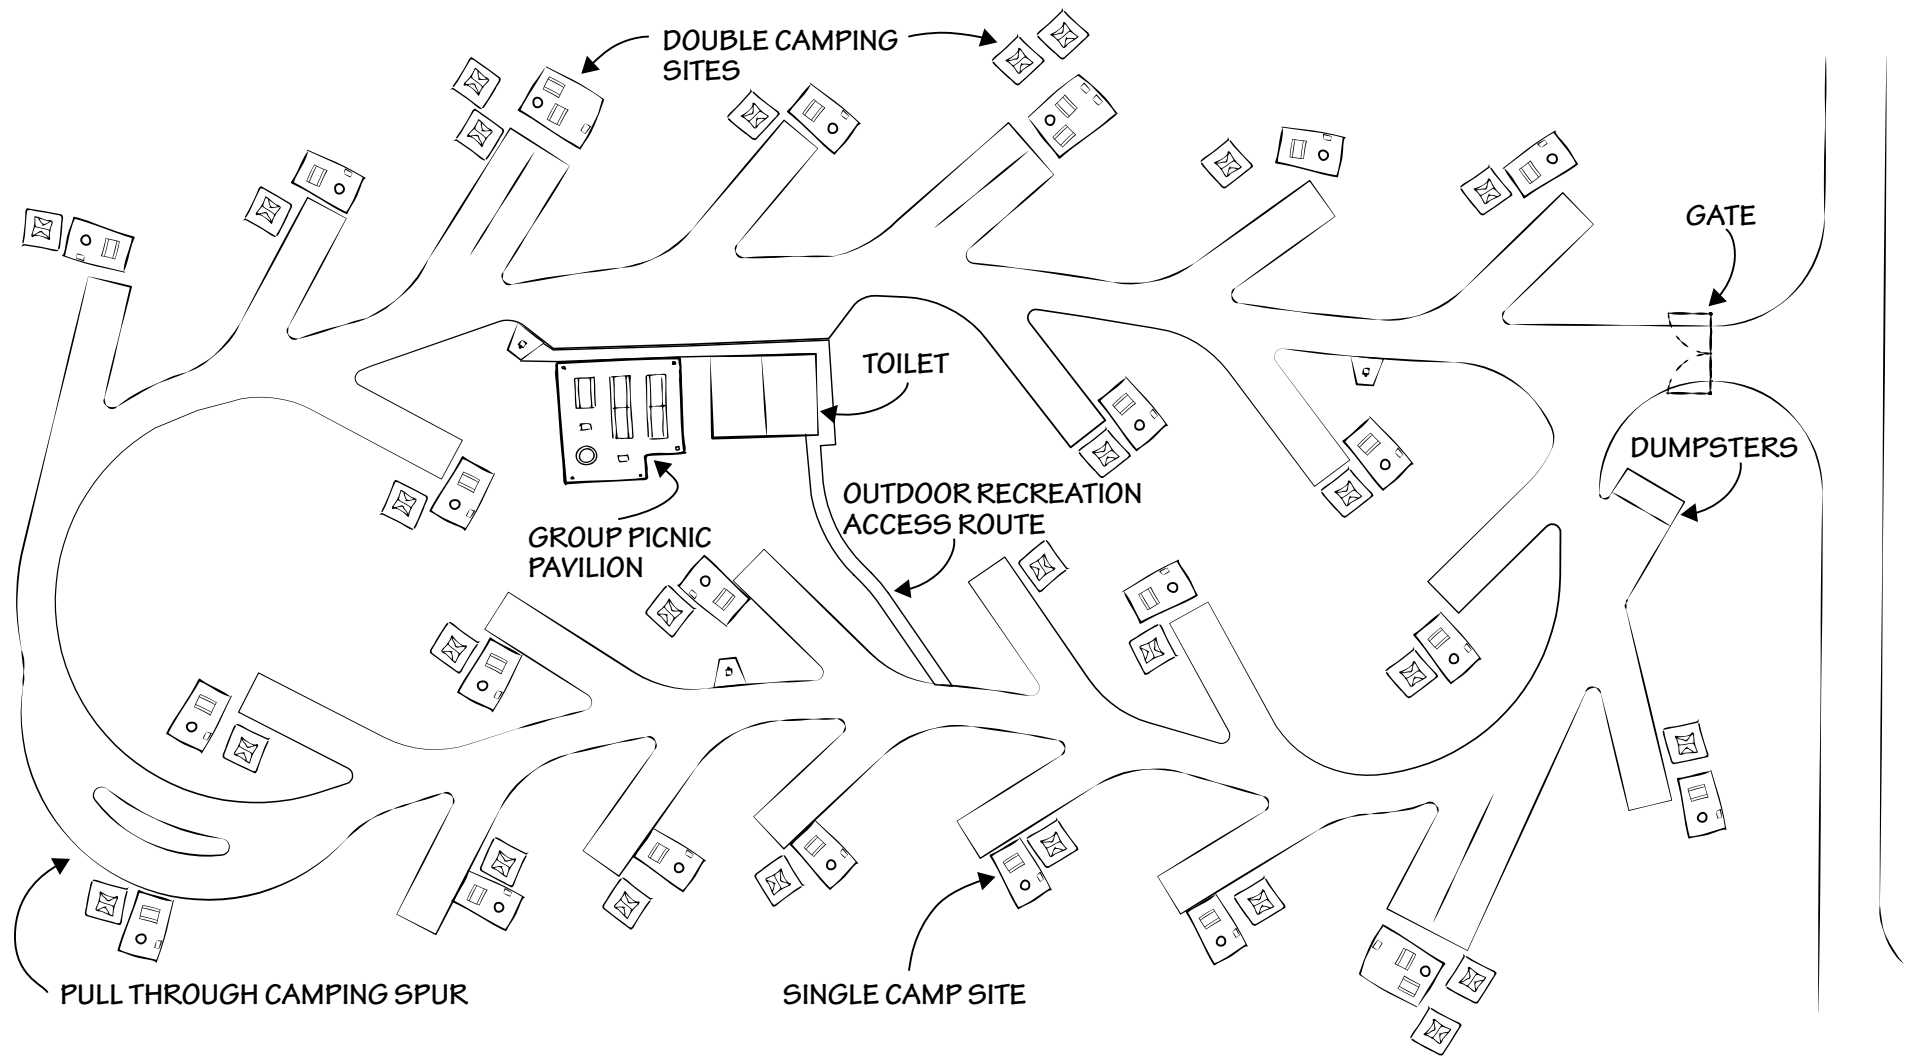 DOUBLE CAMPING
SITES
GATE
TOILET
DUMPSTERS
OUTDOOR RECREATION
ACCESS ROUTE
GROUP PICNIC
PAVILION
PULL THROUGH CAMPING SPUR
SINGLE CAMP SITE